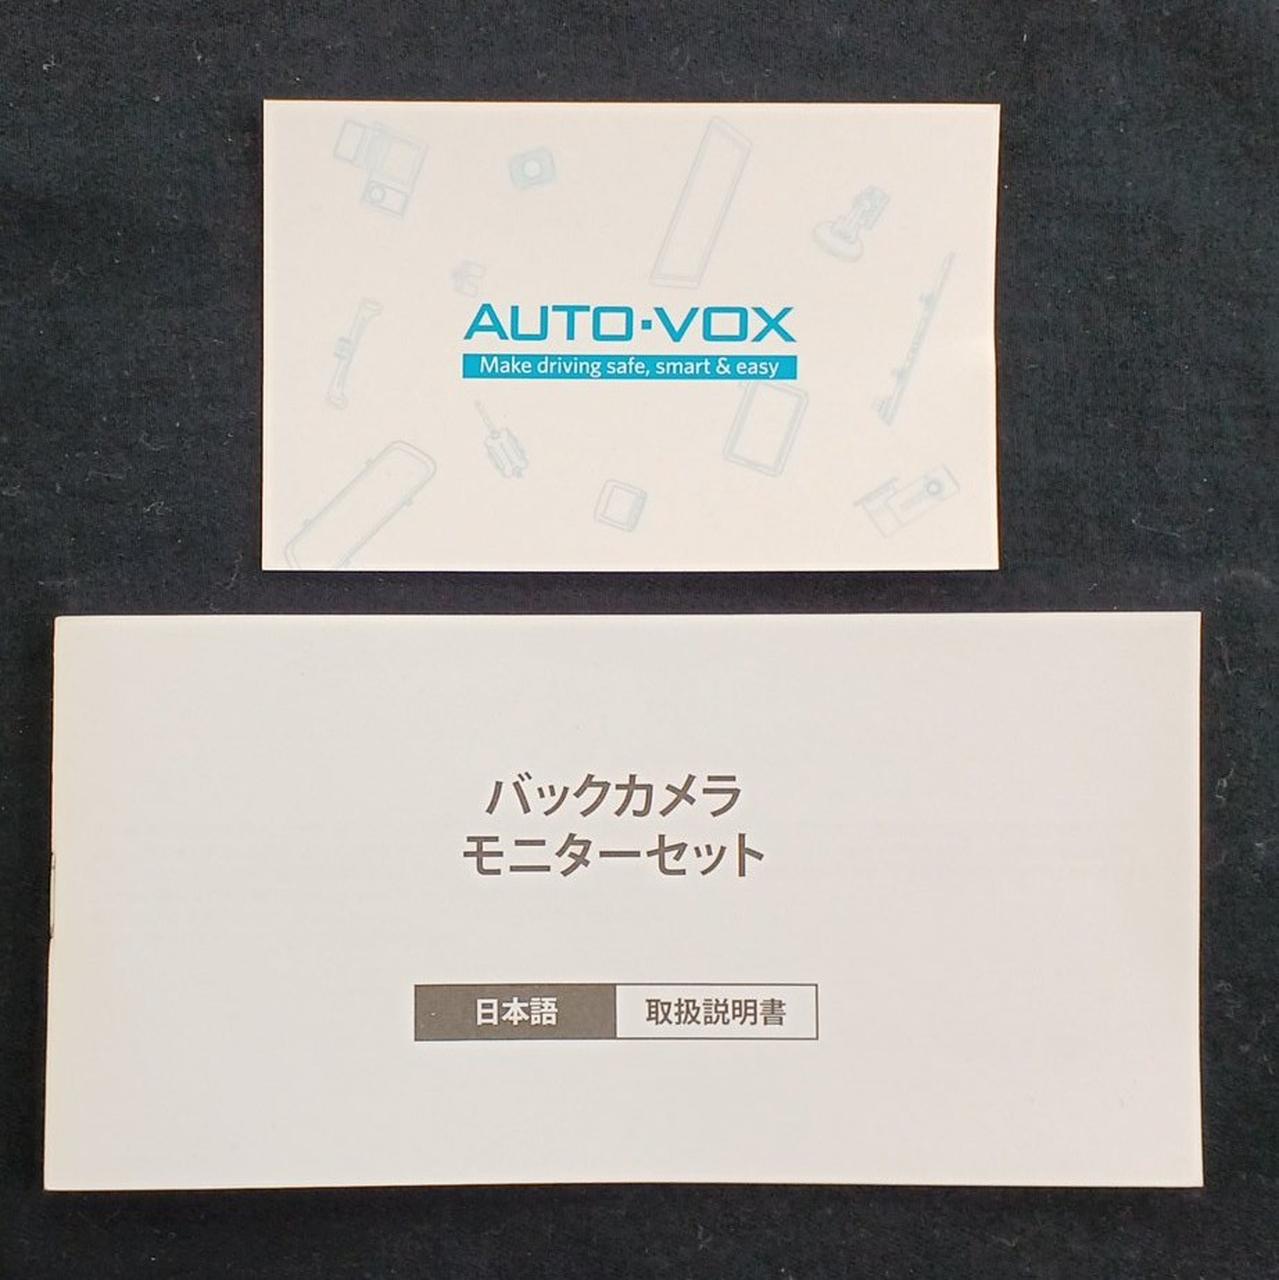 AUTO·VOX
Make driving safe, smart & easy
バックカメラ
モニターセット
日本語 取扱説明書